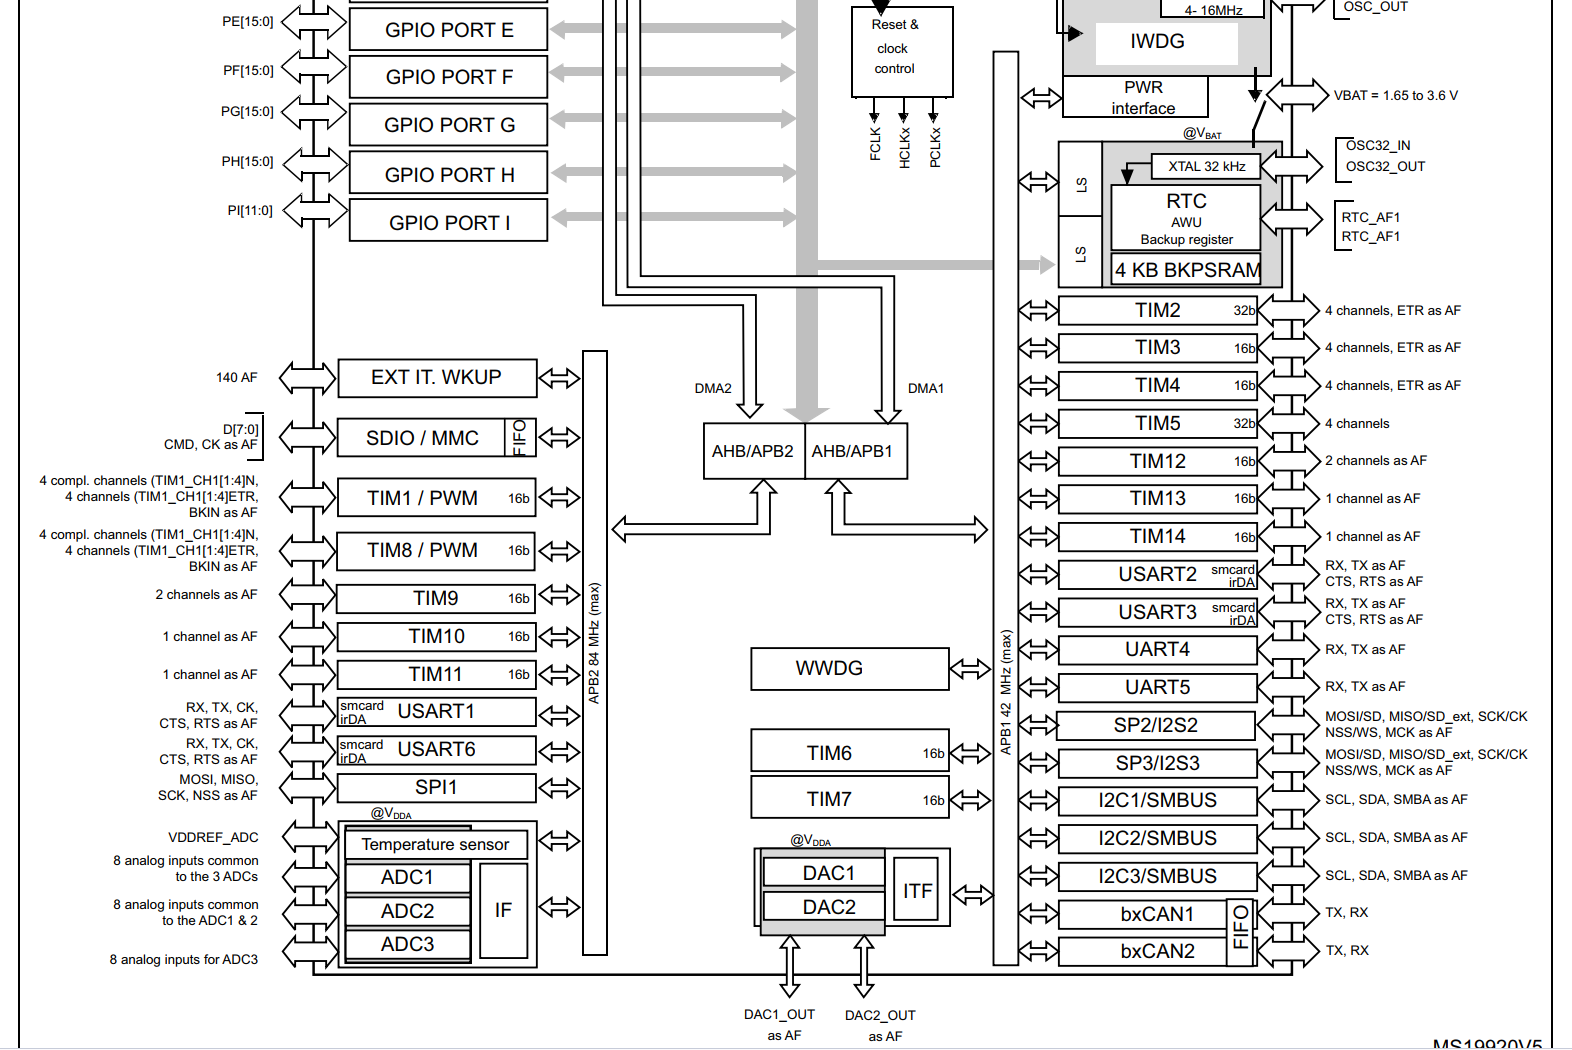 PE[15:0]
GPIO PORT E
PF[15:0]
GPIO PORT F
PG[15:0]
GPIO PORT G
PH[15:0]
GPIO PORT H
PI[11:0]
GPIO PORT I
Reset &
clock
control
FCLK
HCLKx
PCLKx
4- 16MHz
OSC_OUT
IWDG
PWR
interface
VBAT = 1.65 to 3.6 V
@VBAT
OSC32_IN
OSC32_OUT
XTAL 32 kHz
LS
LS
RTC
AWU
Backup register
RTC_AF1
RTC_AF1
4 KB BKPSRAM
140 AF
EXT IT. WKUP
D[7:0]
CMD, CK as AF
SDIO / MMC
FIFO
4 compl. channels (TIM1_CH1[1:4]N,
4 channels (TIM1_CH1[1:4]ETR,
BKIN as AF
TIM1 / PWM
16b
4 compl. channels (TIM1_CH1[1:4]N,
4 channels (TIM1_CH1[1:4]ETR,
BKIN as AF
TIM8 / PWM
16b
2 channels as AF
TIM9
16b
1 channel as AF
TIM10
16b
1 channel as AF
TIM11
16b
RX, TX, CK,
CTS, RTS as AF
smcard
irDA
USART1
RX, TX, CK,
CTS, RTS as AF
smcard
irDA
USART6
MOSI, MISO,
SCK, NSS as AF
SPI1
@VDDA
VDDREF_ADC
Temperature sensor
8 analog inputs common
to the 3 ADCs
ADC1
8 analog inputs common
to the ADC1 & 2
ADC2
IF
8 analog inputs for ADC3
ADC3
APB2 84 MHz (max)
DMA2
DMA1
AHB/APB2
AHB/APB1
WWDG
TIM6
16b
TIM7
16b
@VDDA
DAC1
DAC2
ITF
DAC1_OUT
as AF
DAC2_OUT
as AF
APB1 42 MHz (max)
TIM2
32b
4 channels, ETR as AF
TIM3
16b
4 channels, ETR as AF
TIM4
16b
4 channels, ETR as AF
TIM5
32b
4 channels
TIM12
16b
2 channels as AF
TIM13
16b
1 channel as AF
TIM14
16b
1 channel as AF
USART2
smcard
irDA
RX, TX as AF
CTS, RTS as AF
USART3
smcard
irDA
RX, TX as AF
CTS, RTS as AF
UART4
RX, TX as AF
UART5
RX, TX as AF
SP2/I2S2
MOSI/SD, MISO/SD_ext, SCK/CK
NSS/WS, MCK as AF
SP3/I2S3
MOSI/SD, MISO/SD_ext, SCK/CK
NSS/WS, MCK as AF
I2C1/SMBUS
SCL, SDA, SMBA as AF
I2C2/SMBUS
SCL, SDA, SMBA as AF
I2C3/SMBUS
SCL, SDA, SMBA as AF
bxCAN1
TX, RX
FIFO
bxCAN2
TX, RX
MS19920V5